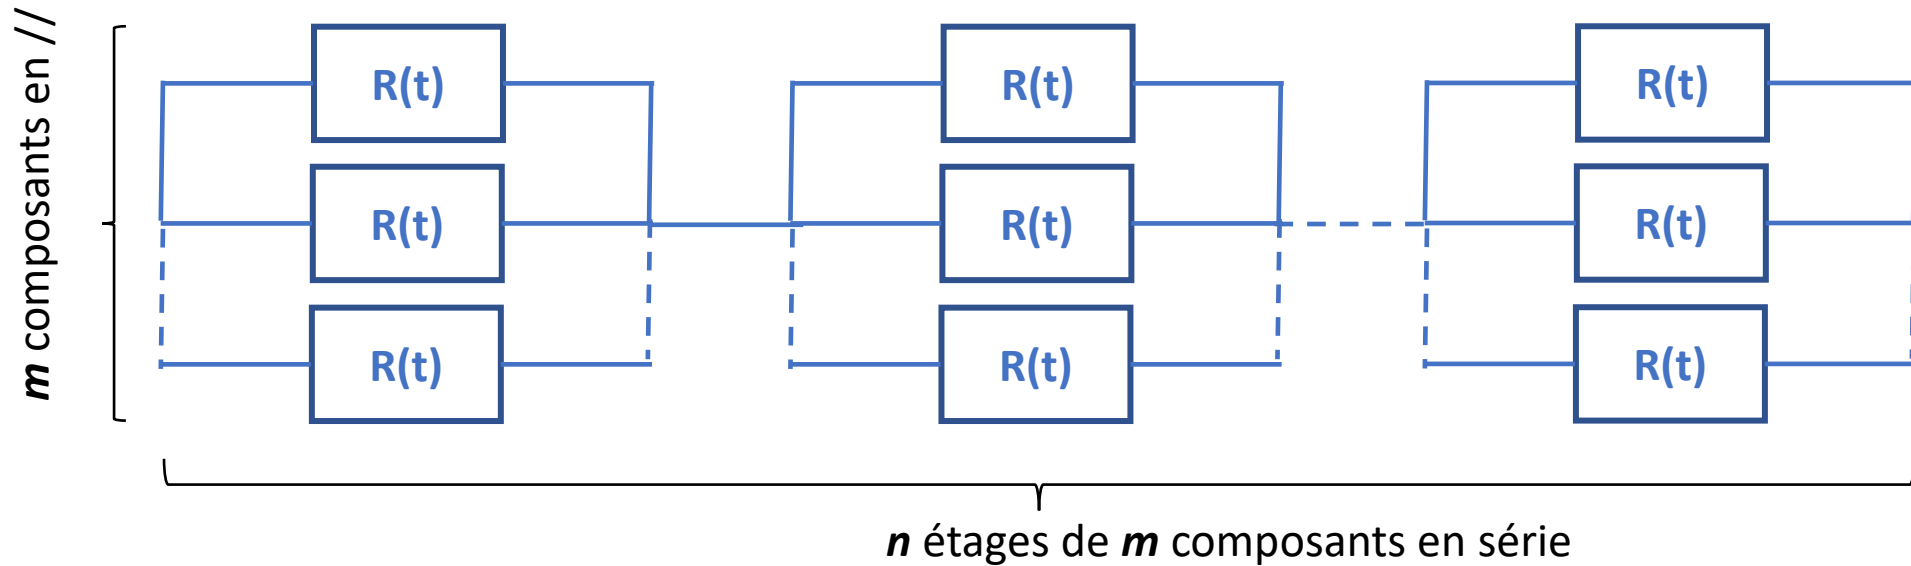 m composants en //
R(t) R(t) R(t)
R(t) R(t) R(t)
R(t) R(t) R(t)
n étages de m composants en série